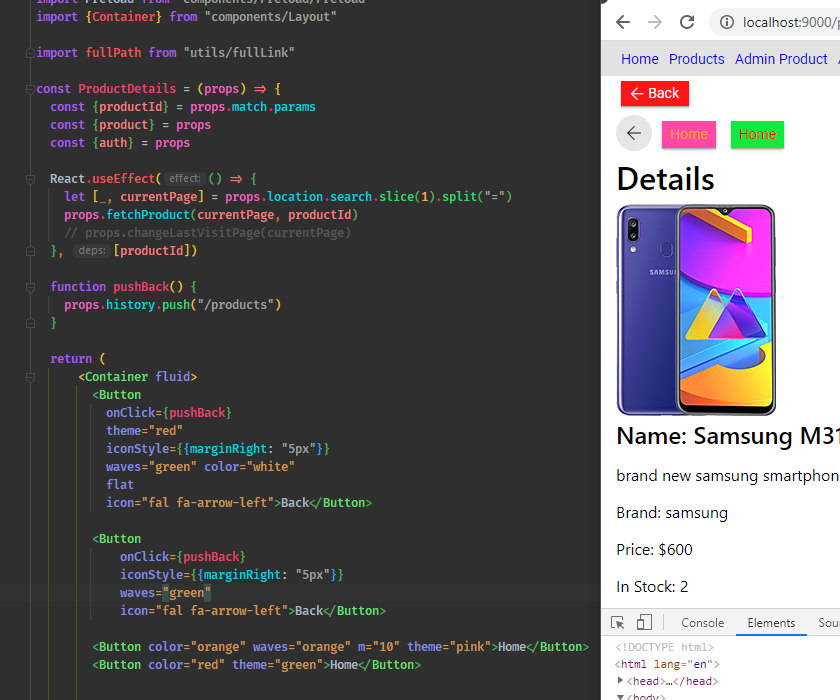 import Preload from "components/Preload/Preload"
import {Container} from "components/Layout"
import fullPath from "utils/fullLink"
const ProductDetails = (props) => {
const {productId} = props.match.params
const {product} = props
const {auth} = props
React.useEffect( effect: () => {
let [_, currentPage] = props.location.search.slice(1).split("=")
props.fetchProduct(currentPage, productId)
// props.changeLastVisitPage(currentPage)
}, deps: [productId])
function pushBack() {
props.history.push("/products")
}
return (
<Container fluid>
<Button
onClick={pushBack}
theme="red"
iconStyle={{marginRight: "5px"}}
waves="green" color="white"
flat
icon="fal fa-arrow-left">Back</Button>
<Button
onClick={pushBack}
iconStyle={{marginRight: "5px"}}
waves="green"
icon="fal fa-arrow-left">Back</Button>
<Button color="orange" waves="orange" m="10" theme="pink">Home</Button>
<Button color="red" theme="green">Home</Button>
localhost:9000/
Home Products Admin Product
Back
Home Home
Details
SAMSU
Name: Samsung M31
brand new samsung smartphon
Brand: samsung
Price: $600
In Stock: 2
Console Elements Sou
<!DOCTYPE html>
<html lang="en">
<head>…</head>
<body>